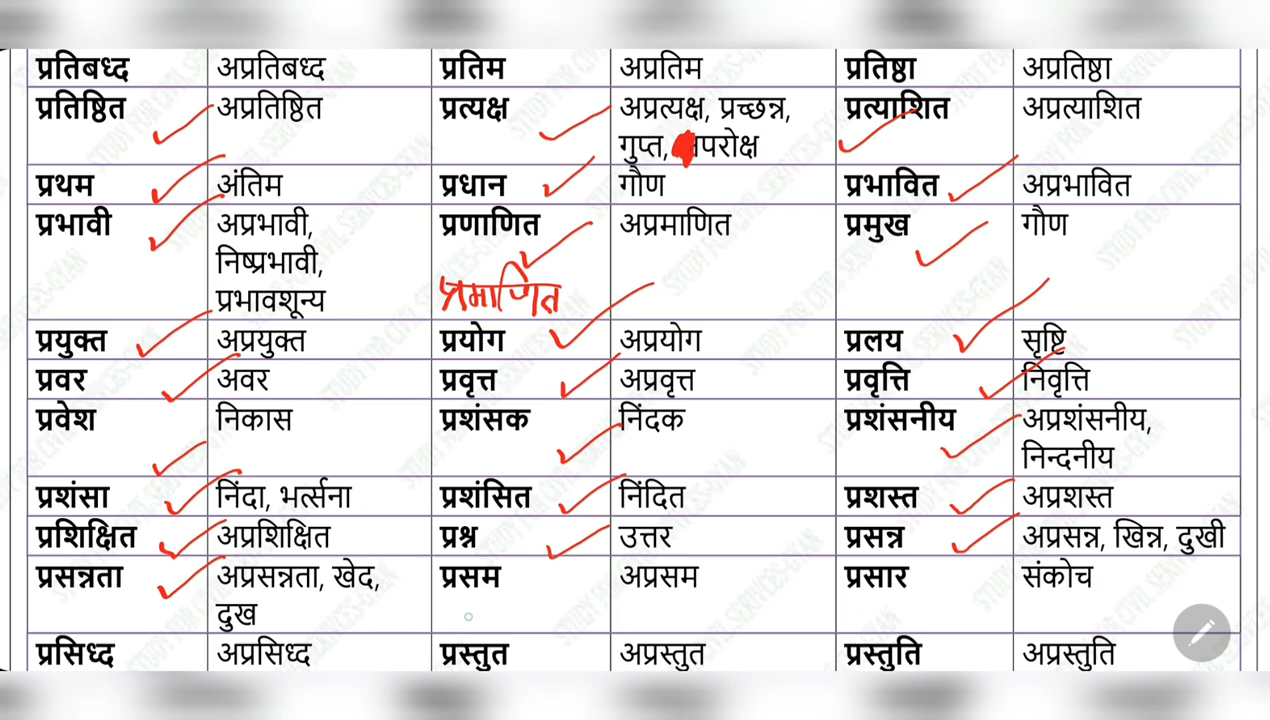 प्रतिबध्द अप्रतिबध्द प्रतिम अप्रतिम प्रतिष्ठा अप्रतिष्ठा
प्रतिष्ठित अप्रतिष्ठित प्रत्यक्ष अप्रत्यक्ष, प्रच्छन्न, प्रत्याशित अप्रत्याशित
गुप्त, परोक्ष
प्रथम अंतिम प्रधान गौण प्रभावित अप्रभावित
प्रभावी अप्रभावी, प्रणाणित अप्रमाणित प्रमुख गौण
निष्प्रभावी,
प्रमाणित
प्रभावशून्य
प्रयुक्त अप्रयुक्त प्रयोग अप्रयोग प्रलय सृष्टि
प्रवर अवर प्रवृत्त अप्रवृत्त प्रवृत्ति निवृत्ति
प्रवेश निकास प्रशंसक निंदक प्रशंसनीय अप्रशंसनीय,
निन्दनीय
प्रशंसा निंदा, भर्त्सना प्रशंसित निंदित प्रशस्त अप्रशस्त
प्रशिक्षित अप्रशिक्षित प्रश्न उत्तर प्रसन्न अप्रसन्न, खिन्न, दुखी
प्रसन्नता अप्रसन्नता, खेद, प्रसम अप्रसम प्रसार संकोच
दुख
प्रसिध्द अप्रसिध्द प्रस्तुत अप्रस्तुत प्रस्तुति अप्रस्तुति